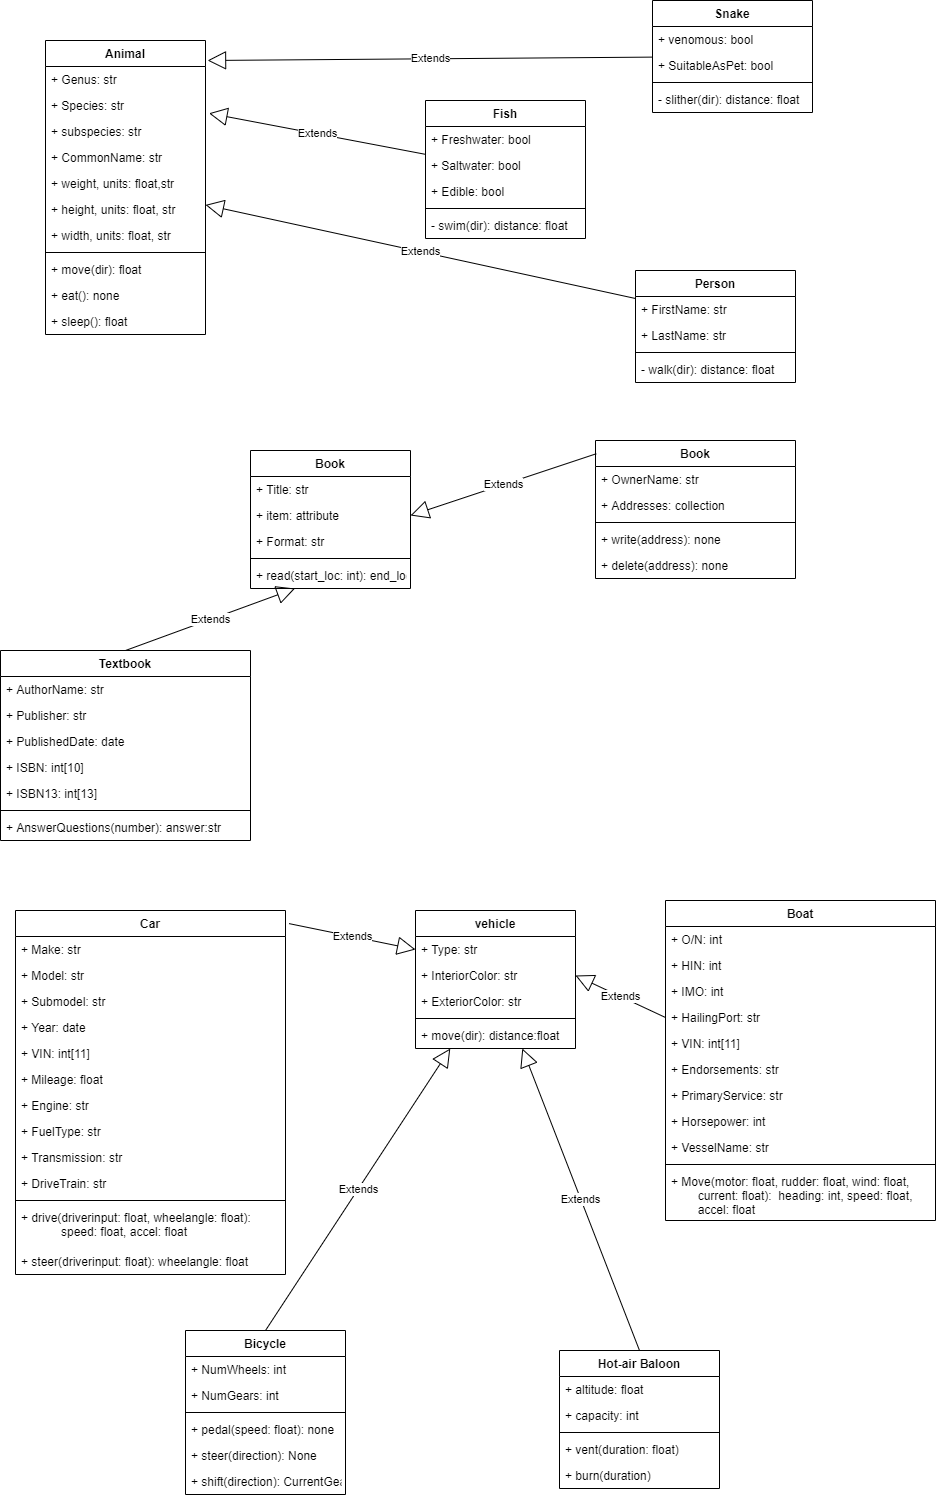 Snake
+ venomous: bool
+ SuitableAsPet: bool
- slither(dir): distance: float
Animal
+ Genus: str
+ Species: str
+ subspecies: str
+ CommonName: str
+ weight, units: float,str
+ height, units: float, str
+ width, units: float, str
+ move(dir): float
+ eat(): none
+ sleep(): float
Extends
Fish
+ Freshwater: bool
+ Saltwater: bool
+ Edible: bool
- swim(dir): distance: float
Extends
Extends
Person
+ FirstName: str
+ LastName: str
- walk(dir): distance: float
Book
+ Title: str
+ item: attribute
+ Format: str
+ read(start_loc: int): end_lo
Extends
Book
+ OwnerName: str
+ Addresses: collection
+ write(address): none
+ delete(address): none
Extends
Textbook
+ AuthorName: str
+ Publisher: str
+ PublishedDate: date
+ ISBN: int[10]
+ ISBN13: int[13]
+ AnswerQuestions(number): answer:str
Car
+ Make: str
+ Model: str
+ Submodel: str
+ Year: date
+ VIN: int[11]
+ Mileage: float
+ Engine: str
+ FuelType: str
+ Transmission: str
+ DriveTrain: str
+ drive(driverinput: float, wheelangle: float):
speed: float, accel: float
+ steer(driverinput: float): wheelangle: float
Extends
vehicle
+ Type: str
+ InteriorColor: str
+ ExteriorColor: str
+ move(dir): distance:float
Extends
Boat
+ O/N: int
+ HIN: int
+ IMO: int
+ HailingPort: str
+ VIN: int[11]
+ Endorsements: str
+ PrimaryService: str
+ Horsepower: int
+ VesselName: str
+ Move(motor: float, rudder: float, wind: float,
current: float): heading: int, speed: float,
accel: float
Extends
Extends
Bicycle
+ NumWheels: int
+ NumGears: int
+ pedal(speed: float): none
+ steer(direction): None
+ shift(direction): CurrentGea
Hot-air Baloon
+ altitude: float
+ capacity: int
+ vent(duration: float)
+ burn(duration)